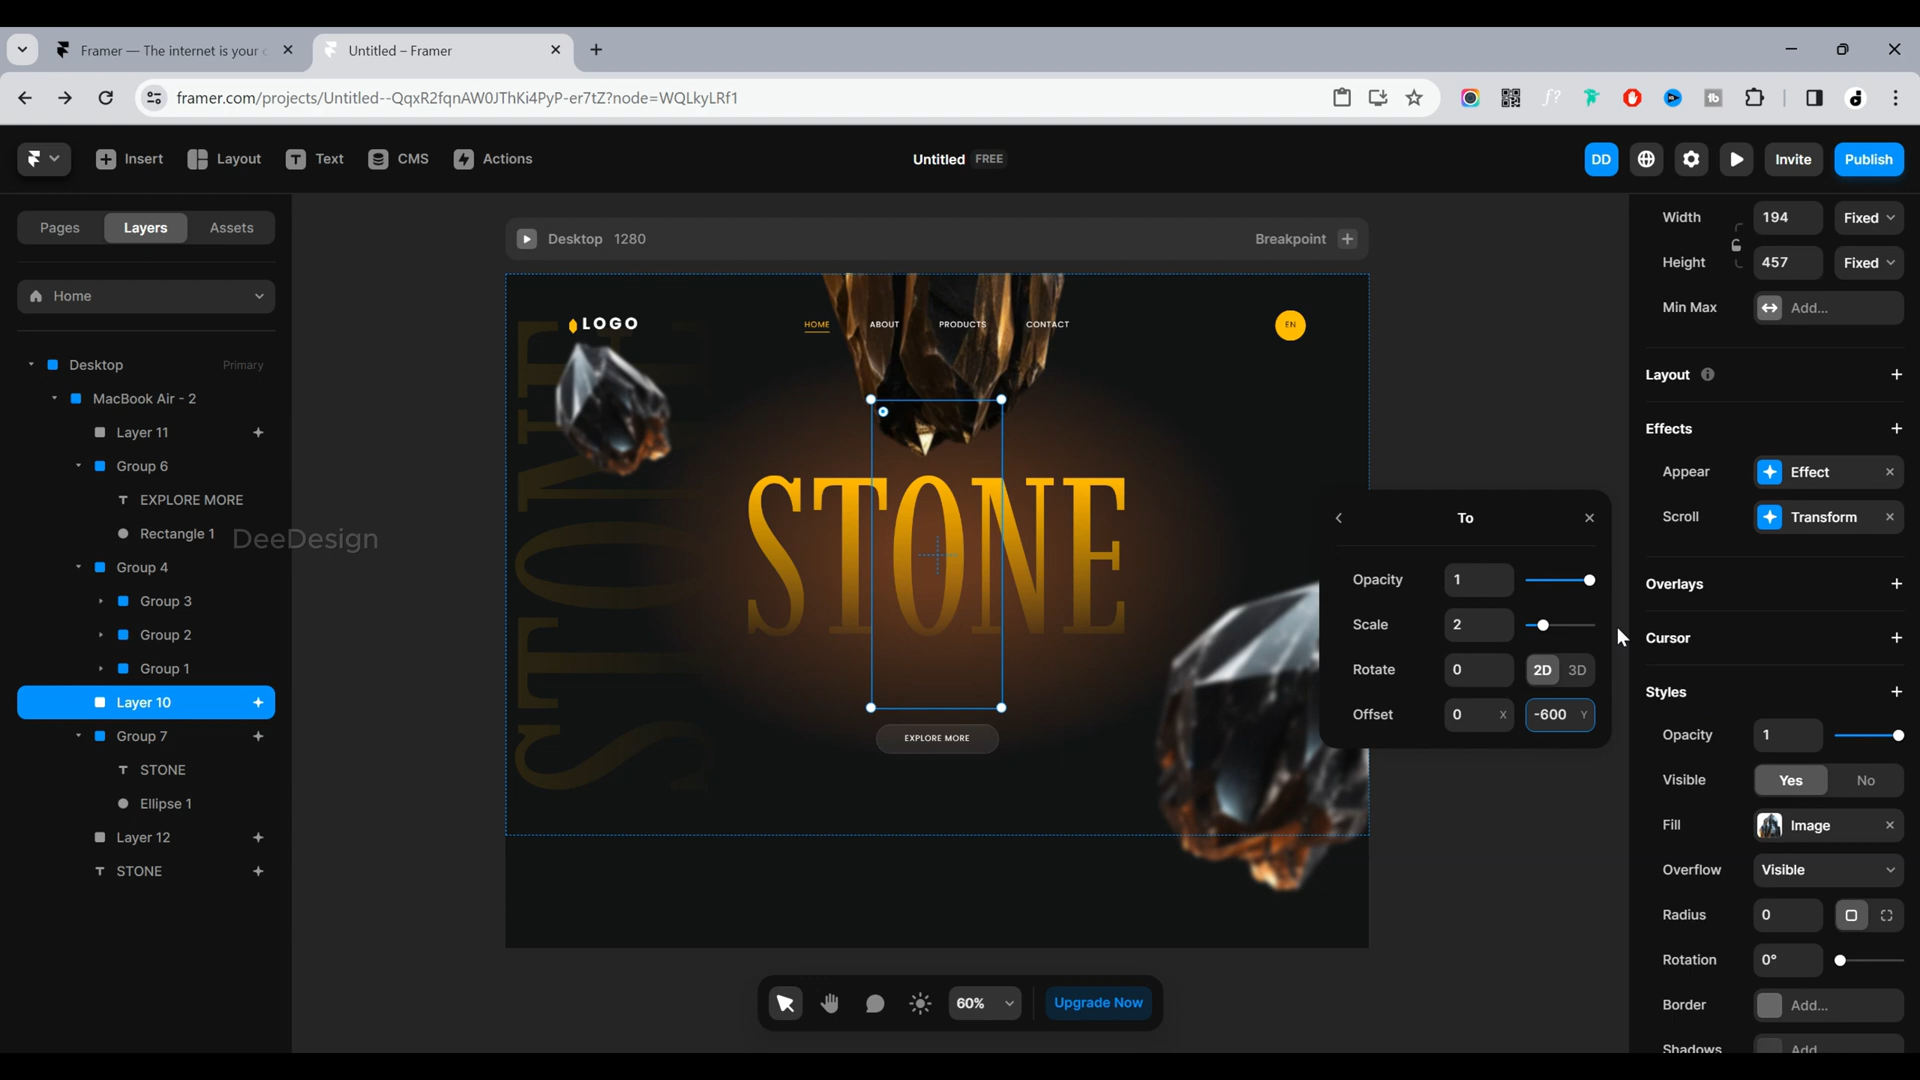 Framer — The internet is your c
Untitled – Framer
framer.com/projects/Untitled--QqxR2fqnAW0JThKi4PyP-er7tZ?node=WQLkyLRf1
Insert
Layout
Text
CMS
Actions
Untitled FREE
DD
Invite
Publish
Pages
Layers
Assets
Home
Desktop
Primary
MacBook Air - 2
Layer 11
Group 6
EXPLORE MORE
Rectangle 1
Group 4
Group 3
Group 2
Group 1
Layer 10
Group 7
STONE
Ellipse 1
Layer 12
STONE
DeeDesign
Desktop 1280
Breakpoint
LOGO
HOME
ABOUT
PRODUCTS
CONTACT
EN
STONE
STONE
EXPLORE MORE
60%
Upgrade Now
To
Opacity 1
Scale 2
Rotate 0 2D 3D
Offset 0 X -600 Y
Width 194 Fixed
Height 457 Fixed
Min Max Add...
Layout
Effects
Appear Effect
Scroll Transform
Overlays
Cursor
Styles
Opacity 1
Visible Yes No
Fill Image
Overflow Visible
Radius 0
Rotation 0°
Border Add...
Shadows Add